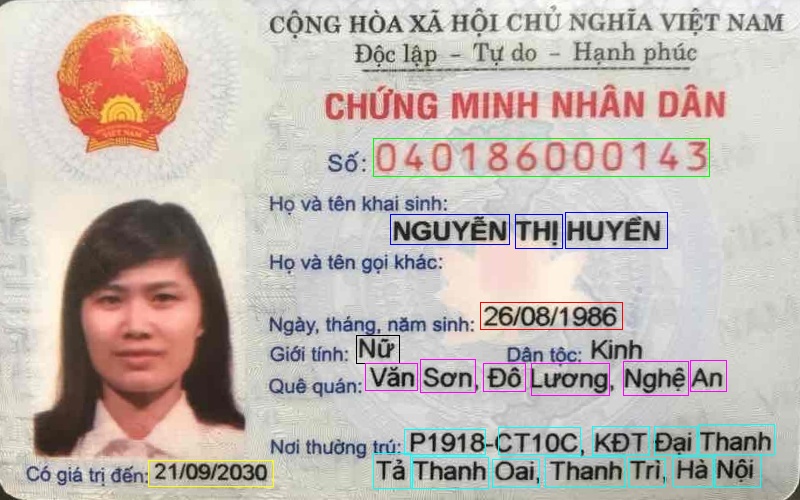 CỘNG HÒA XÃ HỘI CHỦ NGHĨA VIỆT NAM
Độc lập - Tự do - Hạnh phúc
CHỨNG MINH NHÂN DÂN
VIỆT NAM
Số: 040186000143
Họ và tên khai sinh:
NGUYỄN THỊ HUYỀN
Họ và tên gọi khác:
Ngày, tháng, năm sinh: 26/08/1986
Giới tính: Nữ Dân tộc: Kinh
Quê quán: Văn Sơn, Đô Lương, Nghệ An
Nơi thường trú: P1918-CT10C, KĐT Đại Thanh
Có giá trị đến: 21/09/2030 Tả Thanh Oai, Thanh Trì, Hà Nội